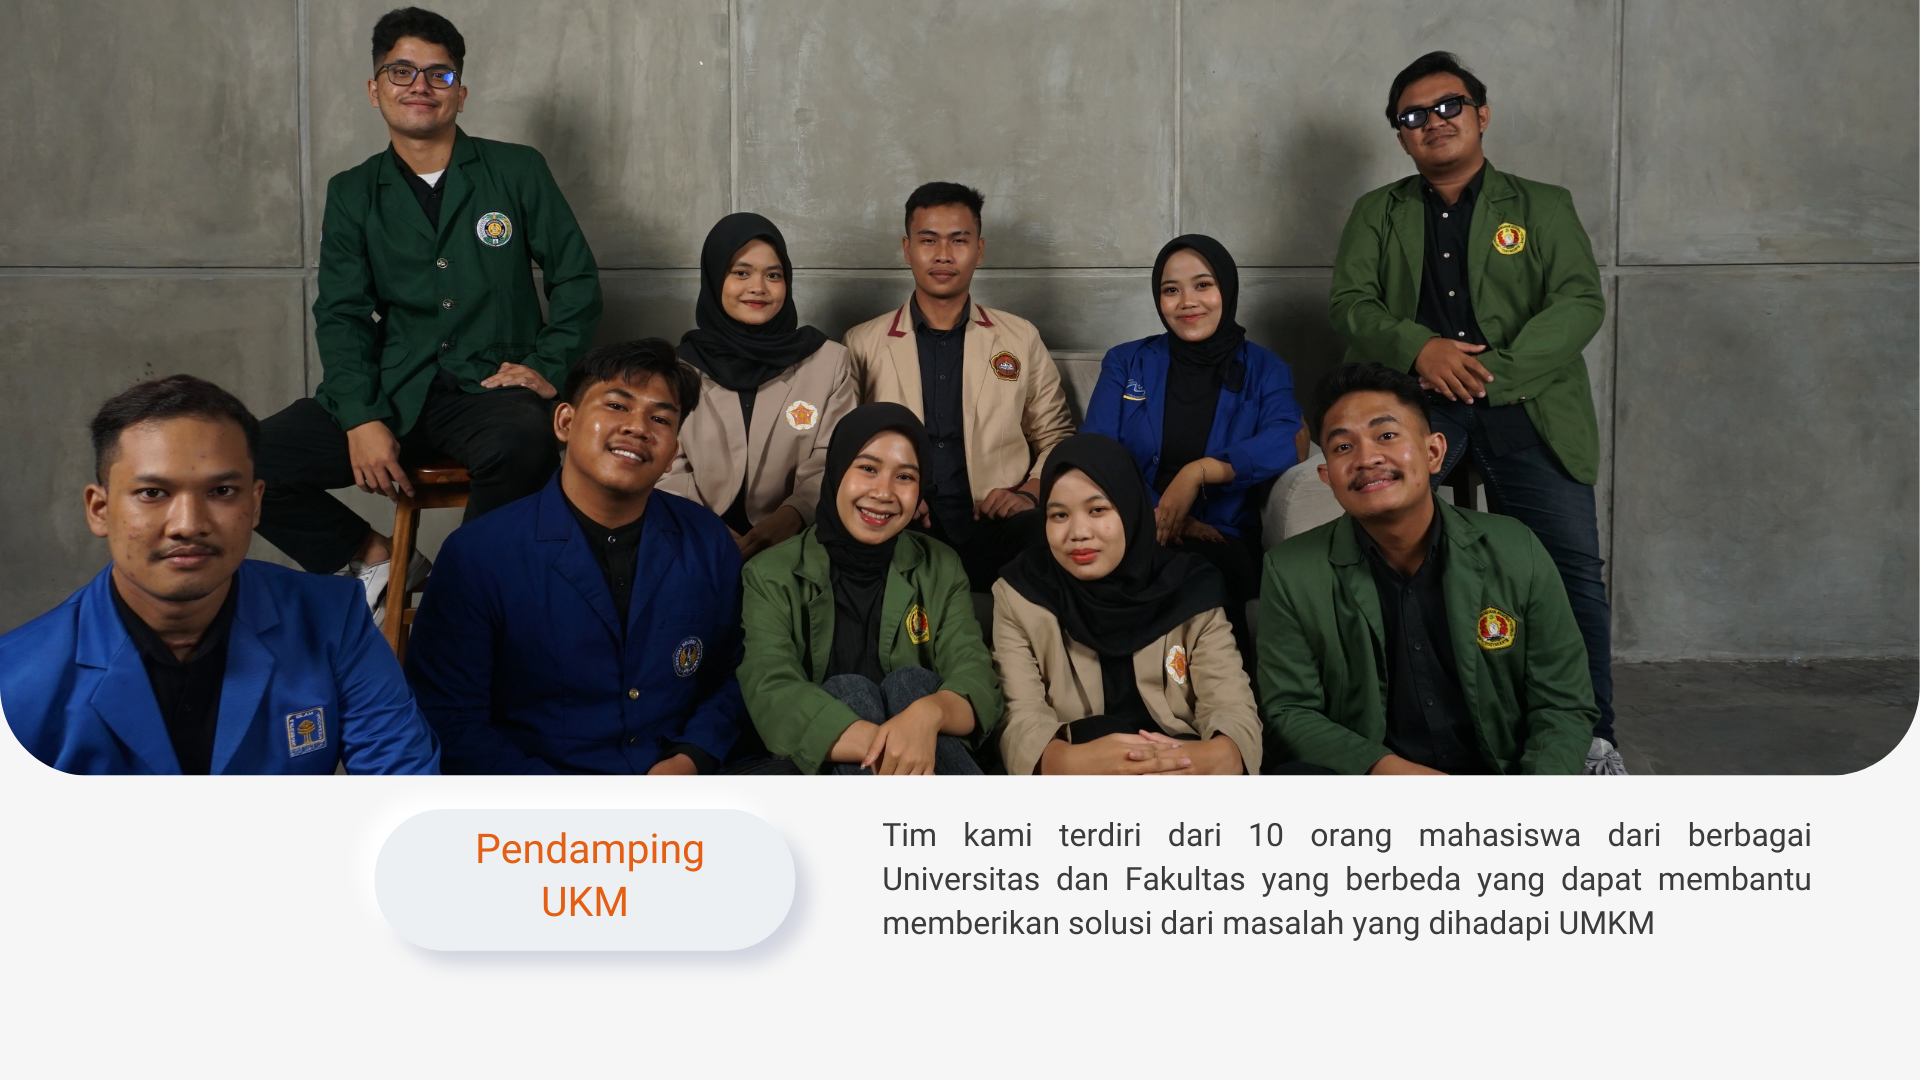 Pendamping
UKM
Tim kami terdiri dari 10 orang mahasiswa dari berbagai
Universitas dan Fakultas yang berbeda yang dapat membantu
memberikan solusi dari masalah yang dihadapi UMKM